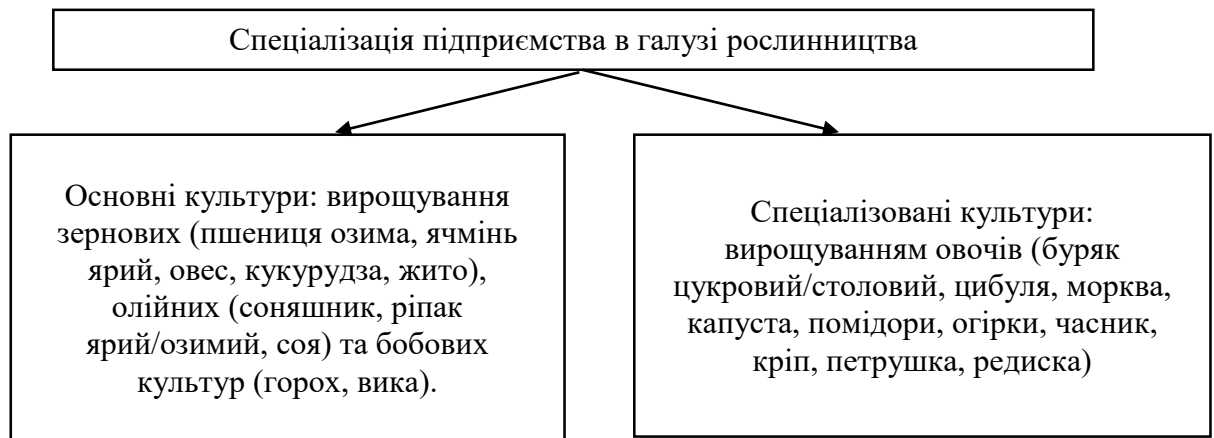 Спеціалізація підприємства в галузі рослинництва
Основні культури: вирощування
зернових (пшениця озима, ячмінь
ярий, овес, кукурудза, жито),
олійних (соняшник, ріпак
ярий/озимий, соя) та бобових
культур (горох, вика).
Спеціалізовані культури:
вирощуванням овочів (буряк
цукровий/столовий, цибуля, морква,
капуста, помідори, огірки, часник,
кріп, петрушка, редиска)